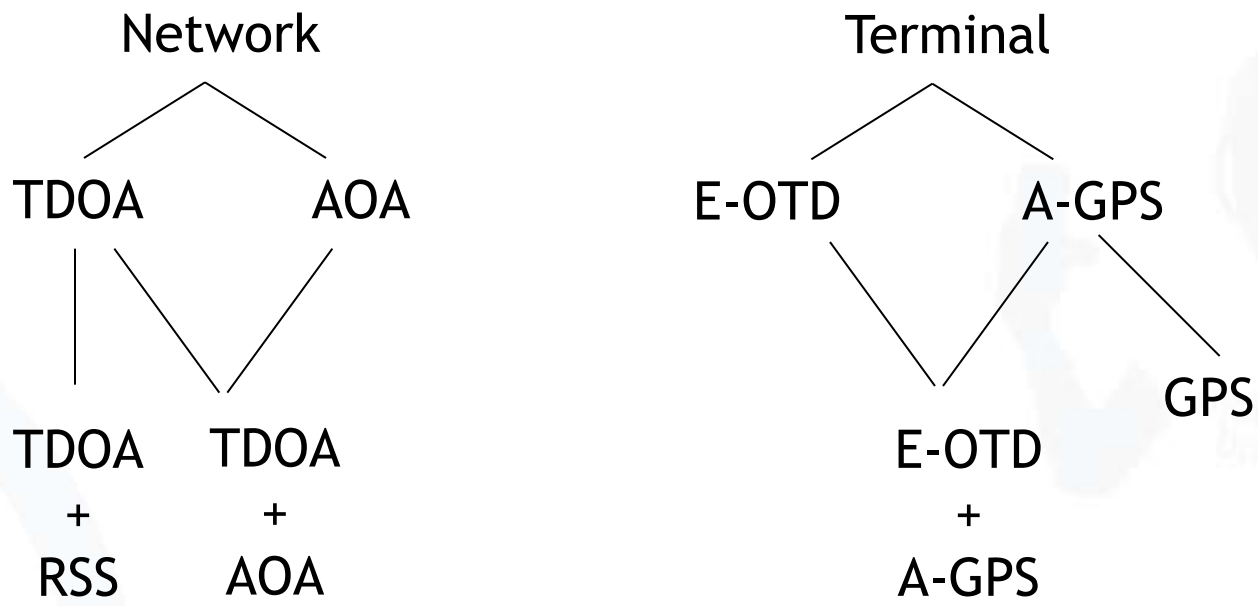 Network
Terminal
TDOA
AOA
E-OTD
A-GPS
GPS
TDOA
+
RSS
TDOA
+
AOA
E-OTD
+
A-GPS